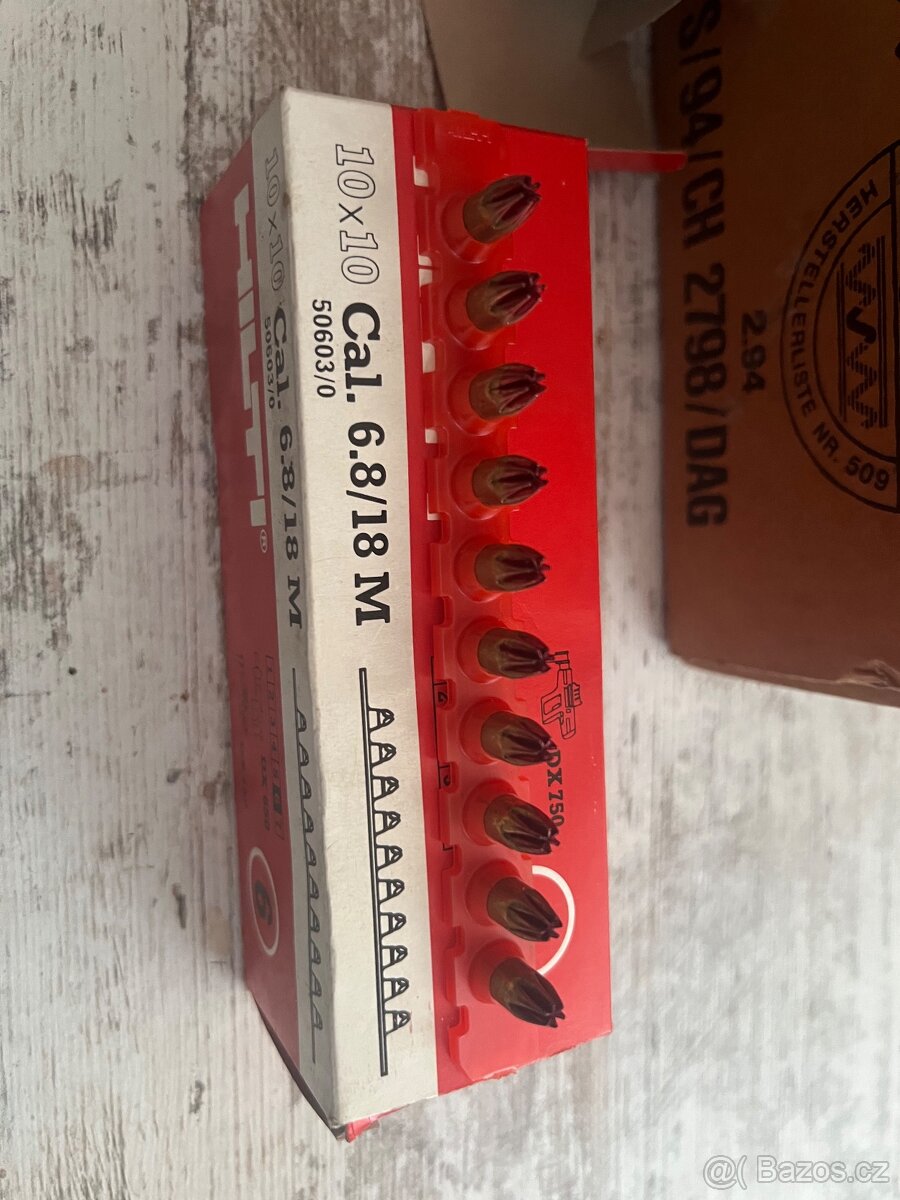 HILTI®
10x10 Cal. 6.8/18 M
50603/0
10x10 Cal. 6.8/18 M
50603/0
6
DX 750
S/94/CH 2798/DAG
2.94
HERSTELLERLISTE NR. 509
@( Bazos.cz